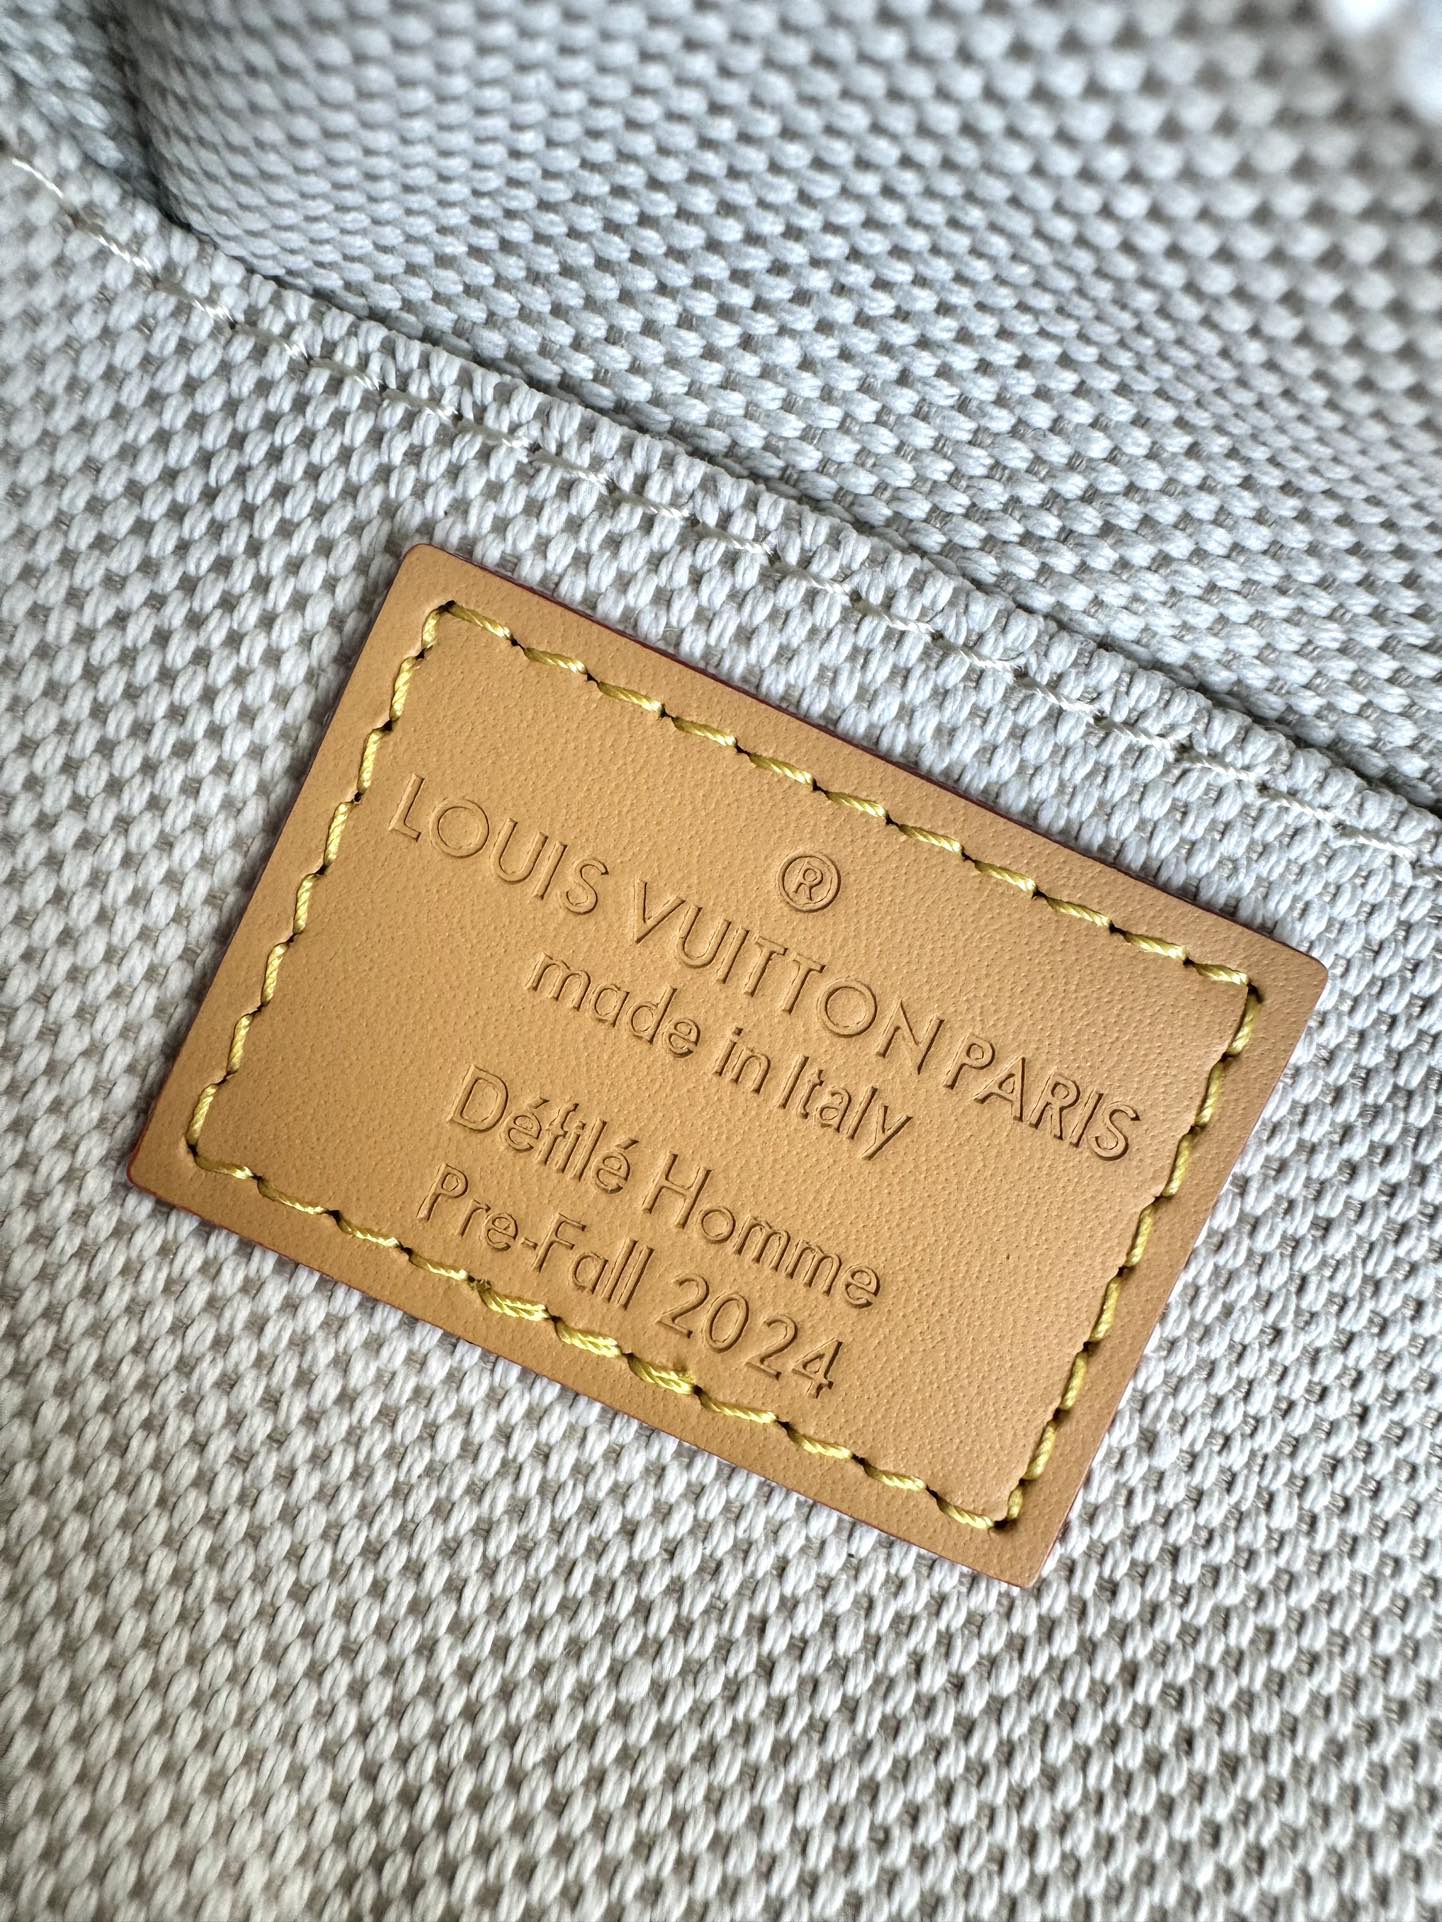 ®
LOUIS VUITTON PARIS
made in Italy
Défilé Homme
Pre-Fall 2024